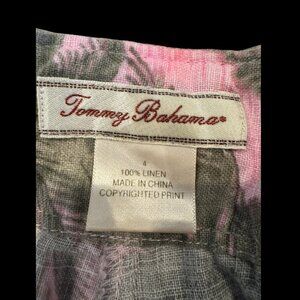 Tommy Bahama®
4
100% LINEN
MADE IN CHINA
COPYRIGHTED PRINT